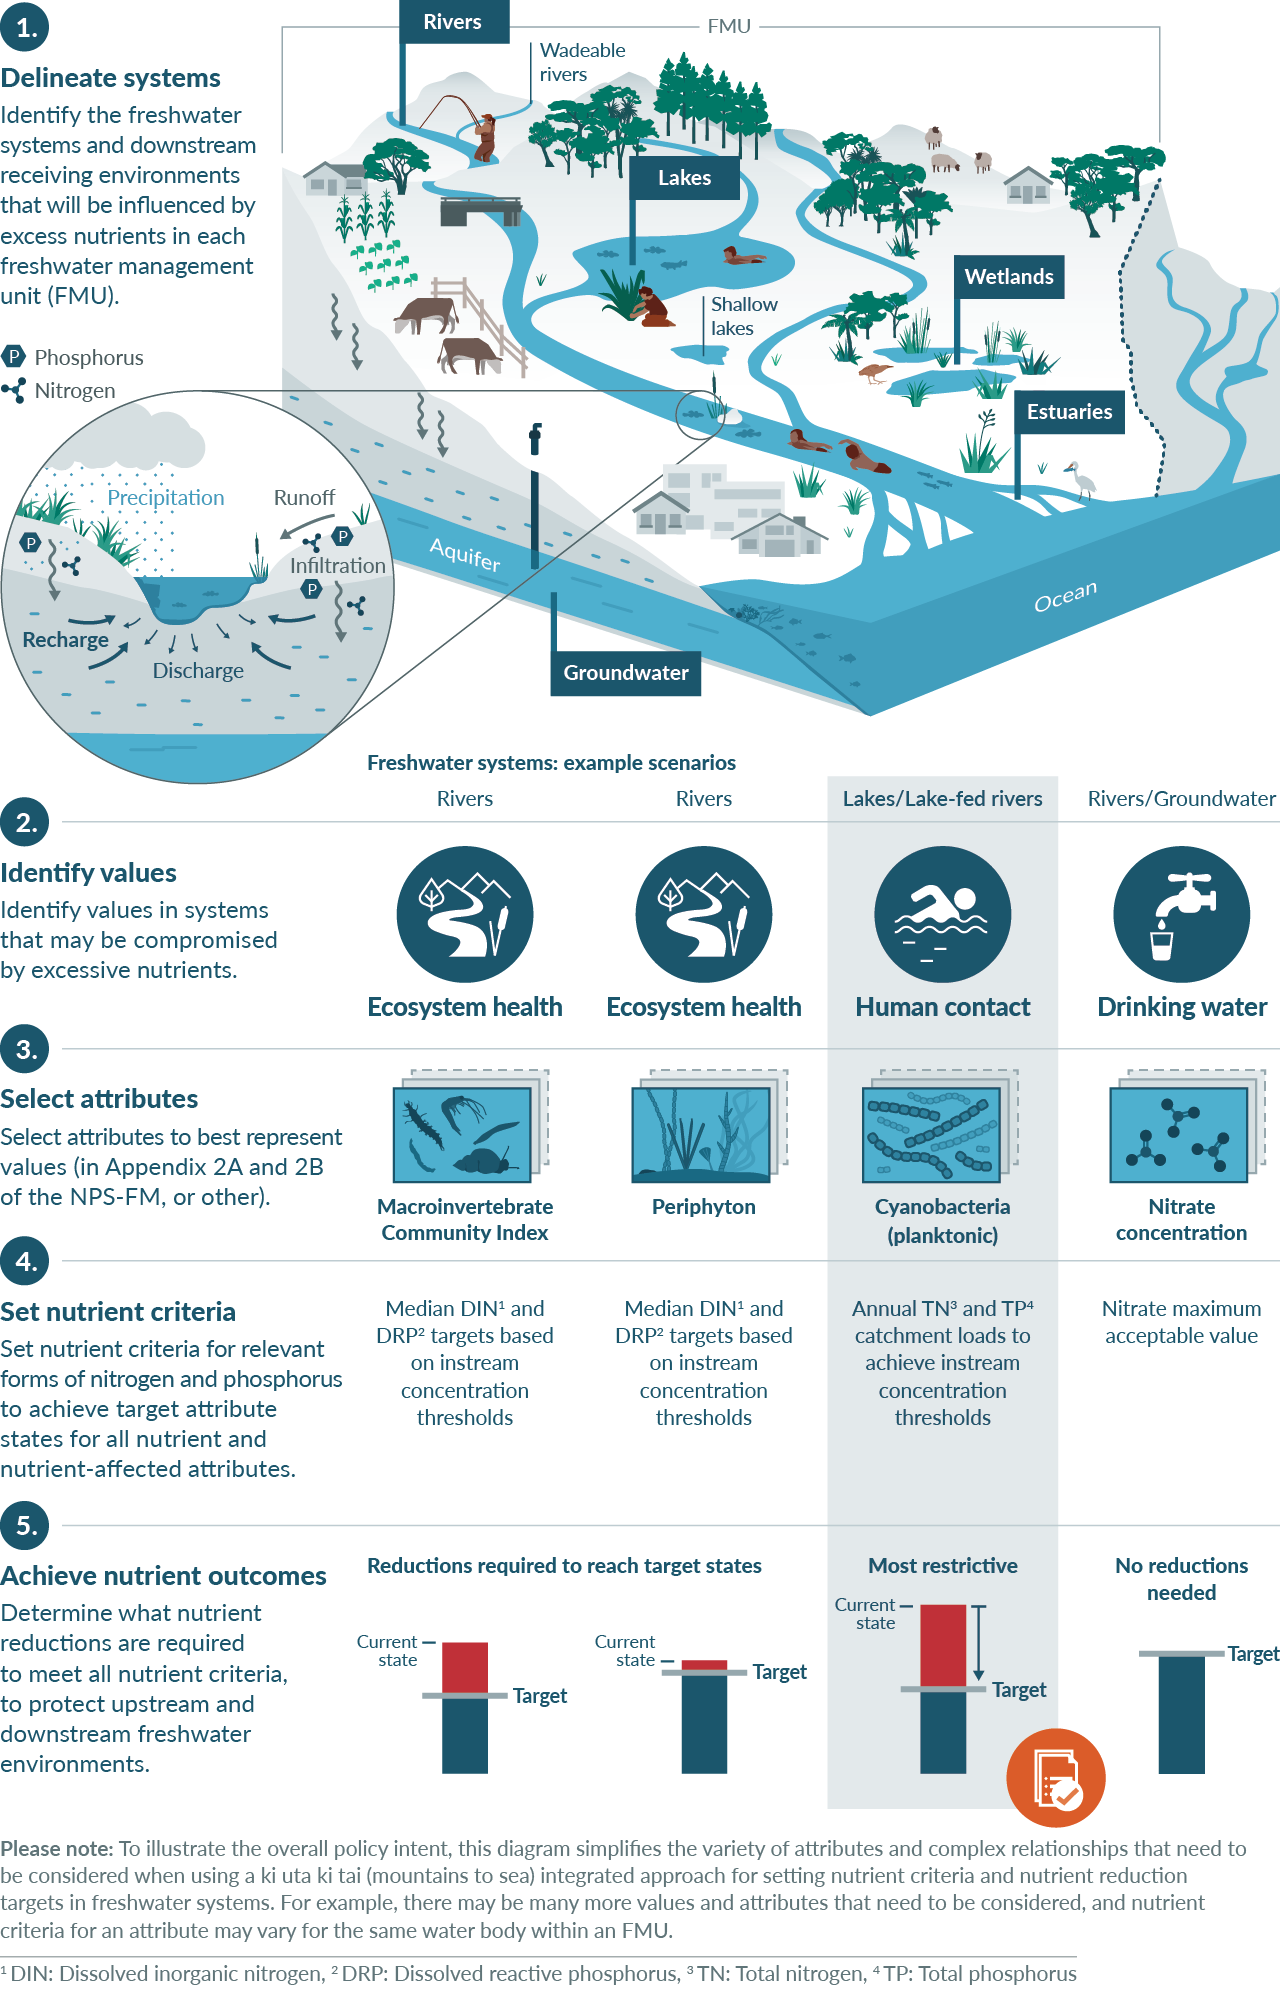 1.
Delineate systems
Identify the freshwater
systems and downstream
receiving environments
that will be influenced by
excess nutrients in each
freshwater management
unit (FMU).
P Phosphorus
Nitrogen
FMU
Rivers
Wadeable
rivers
Lakes
Shallow
lakes
Wetlands
Estuaries
Aquifer
Ocean
Groundwater
Precipitation
Runoff
P
P
Infiltration
P
Recharge
Discharge
Freshwater systems: example scenarios
Rivers
Rivers
Lakes/Lake-fed rivers
Rivers/Groundwater
2.
Identify values
Identify values in systems
that may be compromised
by excessive nutrients.
Ecosystem health
Ecosystem health
Human contact
Drinking water
3.
Select attributes
Select attributes to best represent
values (in Appendix 2A and 2B
of the NPS-FM, or other).
Macroinvertebrate
Community Index
Periphyton
Cyanobacteria
(planktonic)
Nitrate
concentration
4.
Set nutrient criteria
Set nutrient criteria for relevant
forms of nitrogen and phosphorus
to achieve target attribute
states for all nutrient and
nutrient-affected attributes.
Median DIN¹ and
DRP² targets based
on instream
concentration
thresholds
Median DIN¹ and
DRP² targets based
on instream
concentration
thresholds
Annual TN³ and TP⁴
catchment loads to
achieve instream
concentration
thresholds
Nitrate maximum
acceptable value
5.
Achieve nutrient outcomes
Determine what nutrient
reductions are required
to meet all nutrient criteria,
to protect upstream and
downstream freshwater
environments.
Reductions required to reach target states
Current
state
Target
Current
state
Target
Most restrictive
Current
state
Target
No reductions
needed
Target
Please note: To illustrate the overall policy intent, this diagram simplifies the variety of attributes and complex relationships that need to
be considered when using a ki uta ki tai (mountains to sea) integrated approach for setting nutrient criteria and nutrient reduction
targets in freshwater systems. For example, there may be many more values and attributes that need to be considered, and nutrient
criteria for an attribute may vary for the same water body within an FMU.
¹ DIN: Dissolved inorganic nitrogen, ² DRP: Dissolved reactive phosphorus, ³ TN: Total nitrogen, ⁴ TP: Total phosphorus